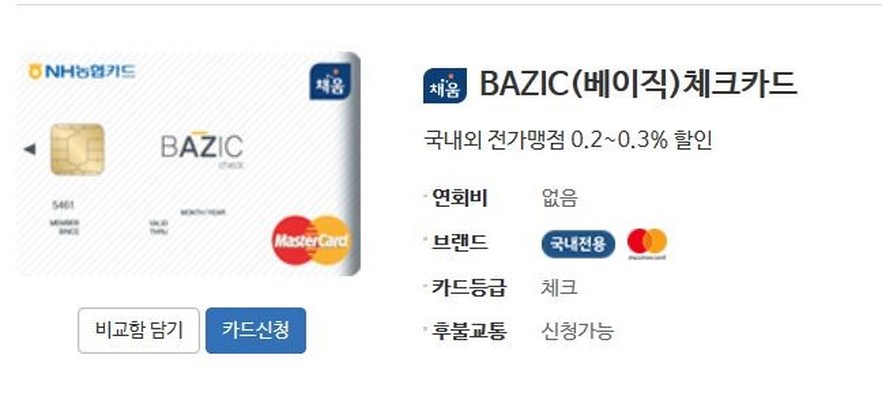 NH농협카드
채움
BAZIC
check
5461
MONTH/YEAR
MEMBER SINCE
VALID THRU
MasterCard
비교함 담기
카드신청
채움 BAZIC(베이직)체크카드
국내외 전가맹점 0.2~0.3% 할인
연회비 없음
브랜드 국내전용 mastercard
카드등급 체크
후불교통 신청가능